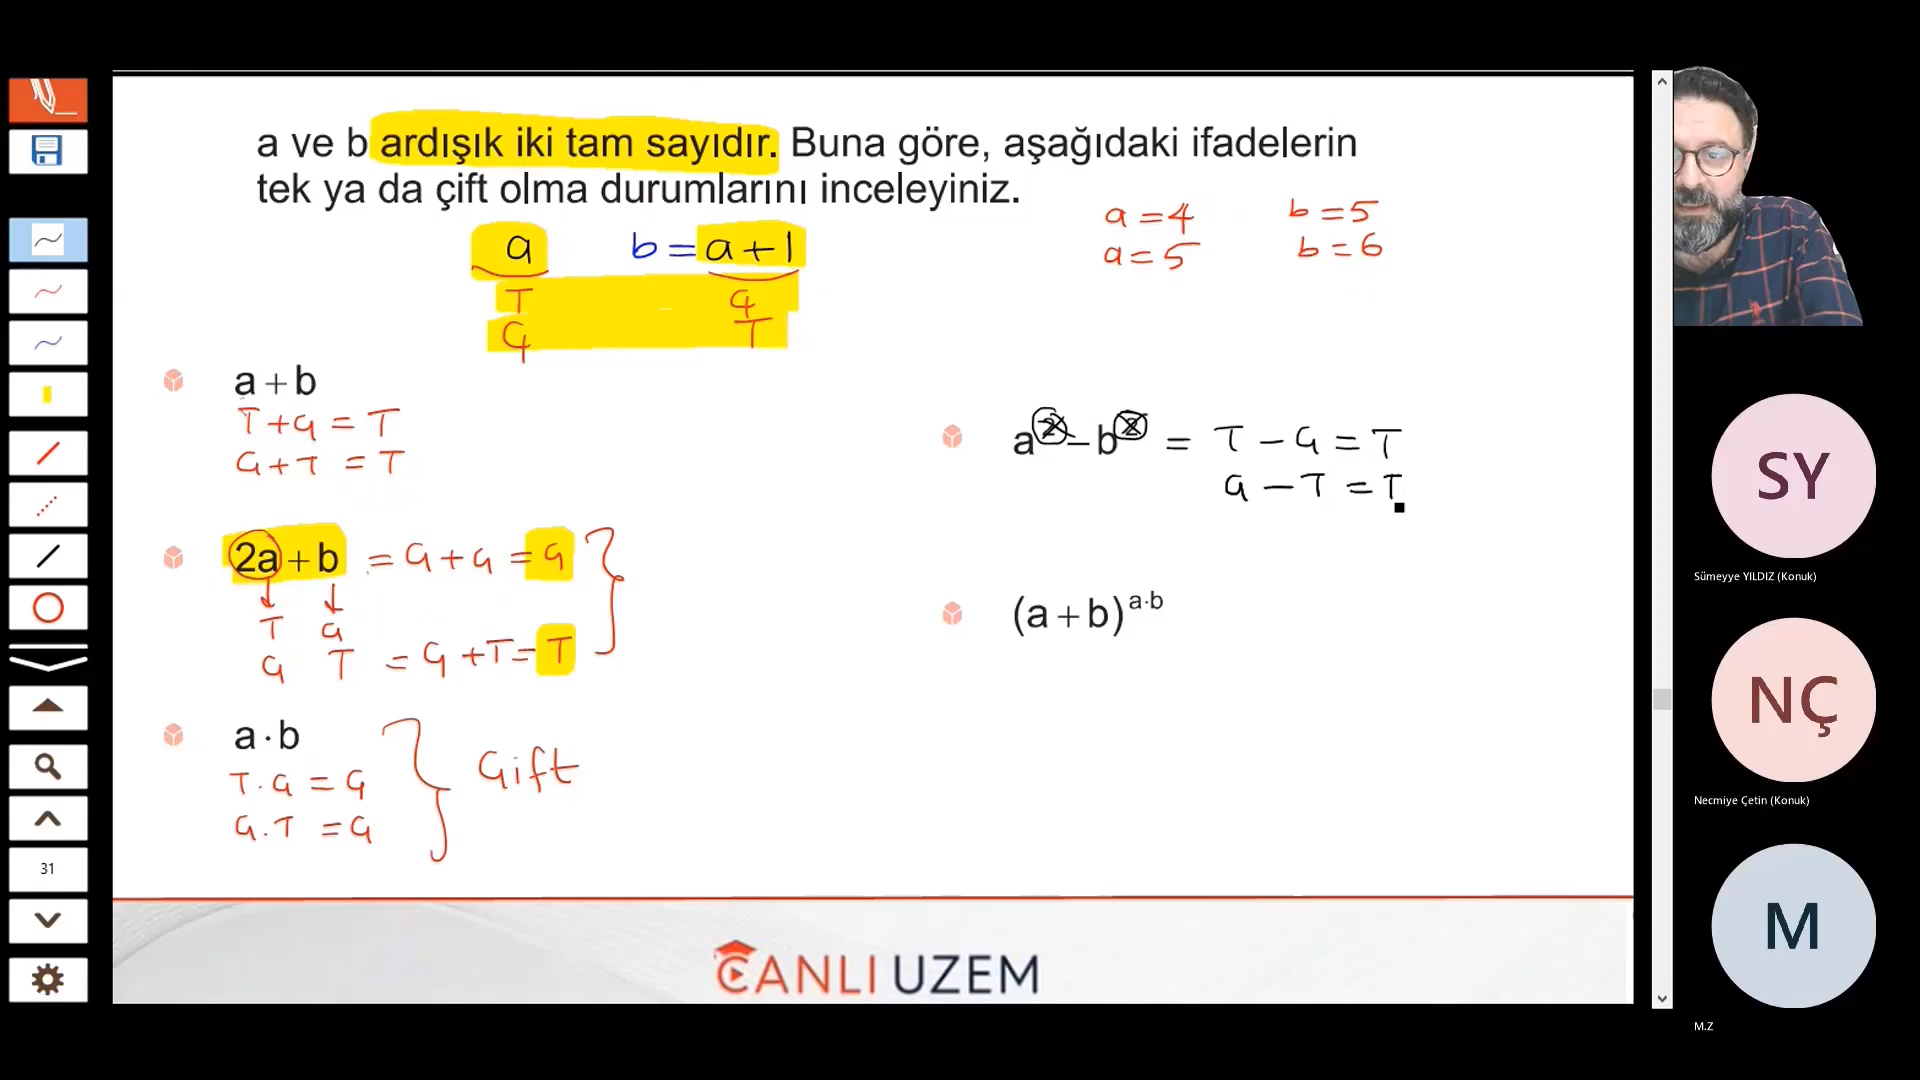 a ve b ardışık iki tam sayıdır. Buna göre, aşağıdaki ifadelerin
tek ya da çift olma durumlarını inceleyiniz.
a = 4 b = 5
a = 5 b = 6
a b = a + 1
T Ç
Ç T
a + b
T + Ç = T
Ç + T = T
2a + b = Ç + Ç = Ç
T Ç
Ç T = Ç + T = T
a · b
T . Ç = Ç
Ç . T = Ç
Çift
a² – b² = T – Ç = T
Ç – T = T
(a + b)^a·b
31
CANLI UZEM
SY
Sümeyye YILDIZ (Konuk)
NÇ
Necmiye Çetin (Konuk)
M
M.Z